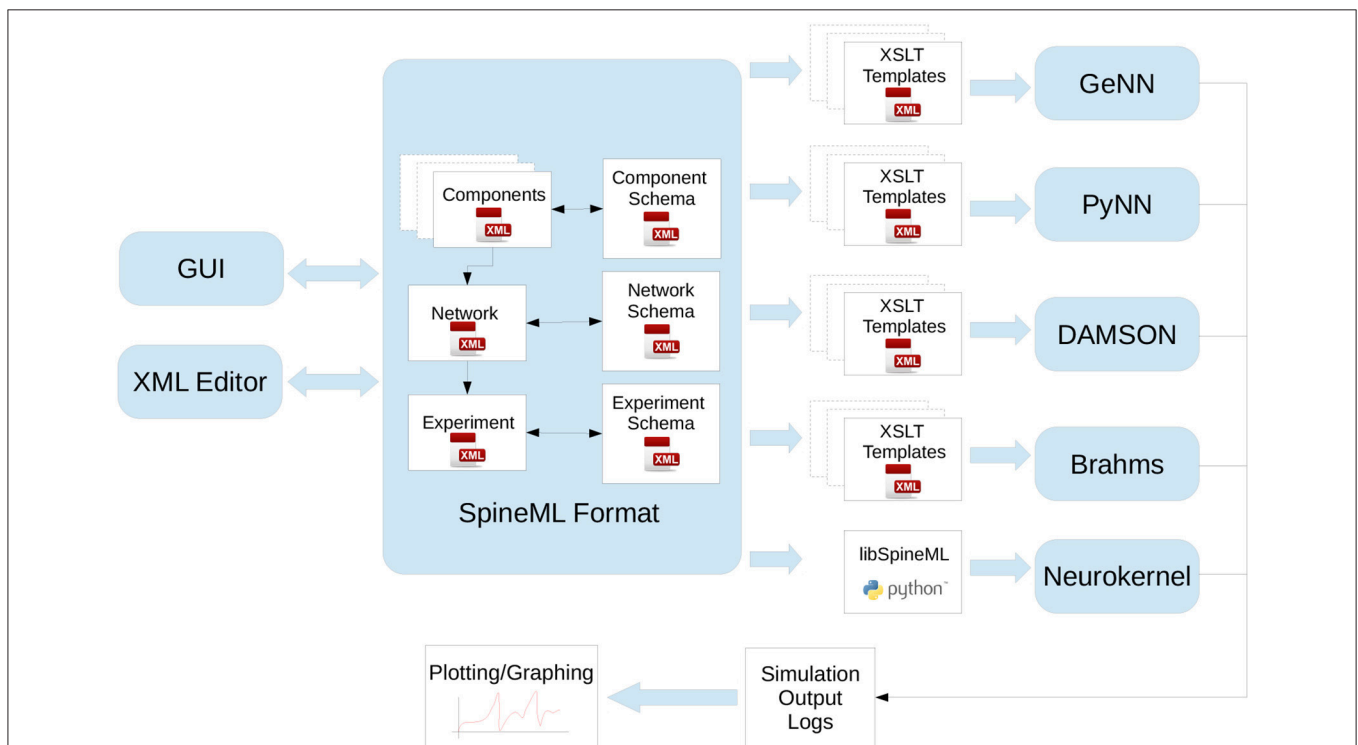 XSLT
Templates
XML
GeNN
Components
XML
Component
Schema
XML
XSLT
Templates
XML
PyNN
GUI
Network
XML
Network
Schema
XML
XSLT
Templates
XML
DAMSON
XML Editor
Experiment
XML
Experiment
Schema
XML
XSLT
Templates
XML
Brahms
SpineML Format
libSpineML
python™
Neurokernel
Plotting/Graphing
Simulation
Output
Logs